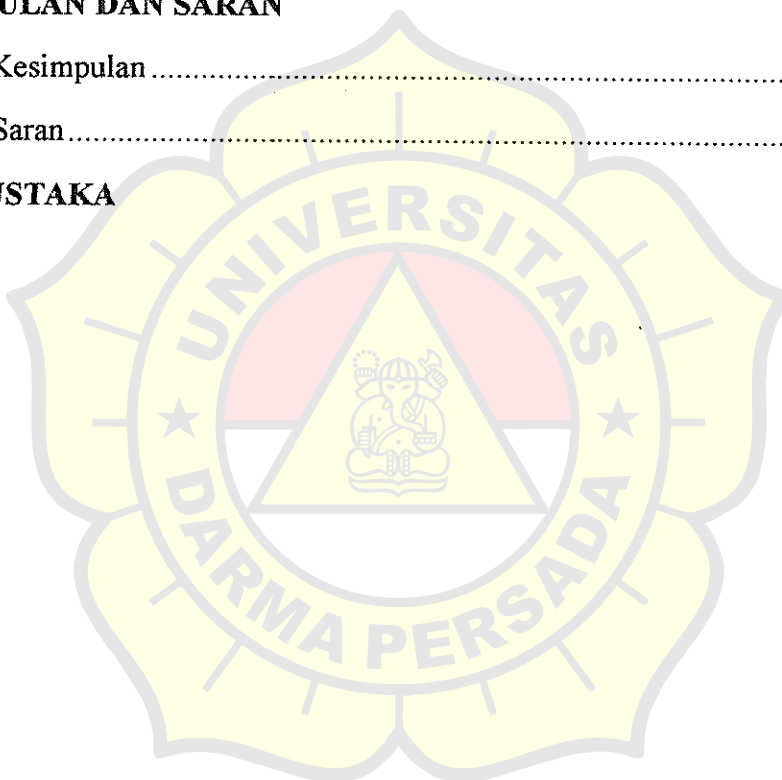 ULAN DAN SARAN
Kesimpulan
Saran
USTAKA
UNIVERSITAS
DARMA PERSADA